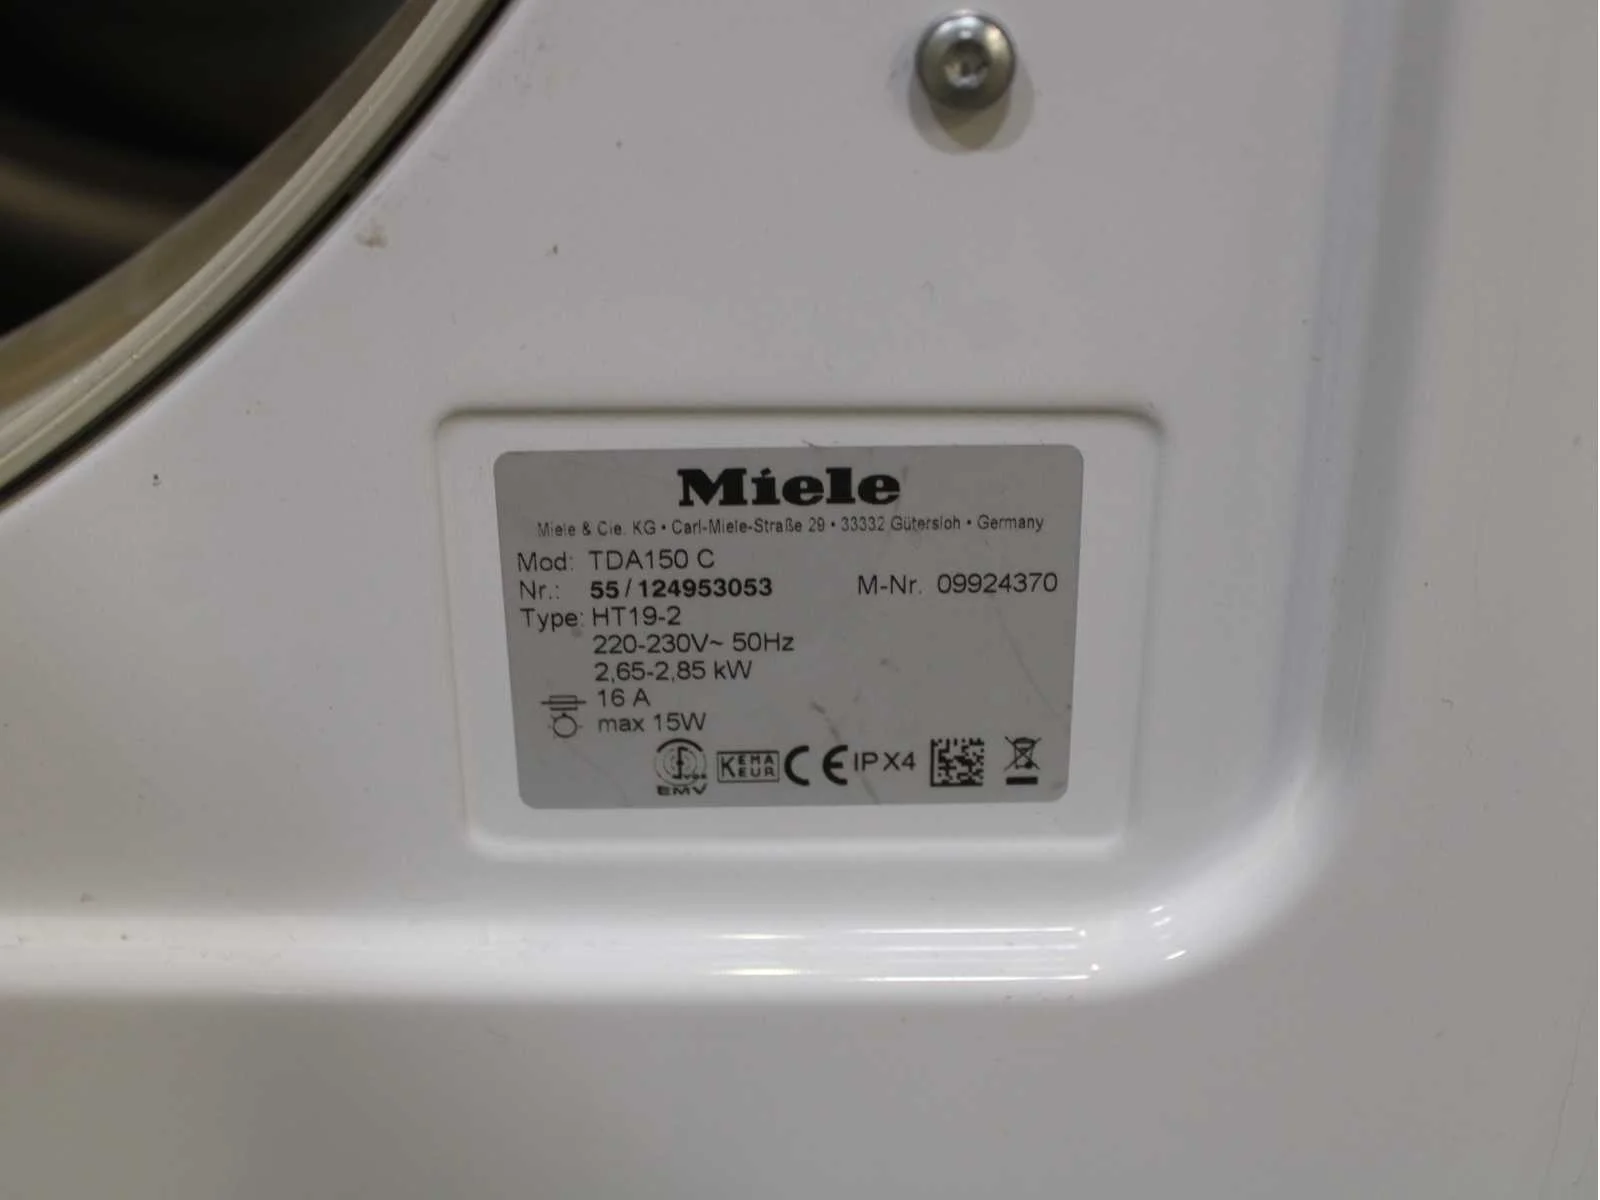 Miele
Miele & Cie. KG • Carl-Miele-Straße 29 • 33332 Gütersloh • Germany
Mod: TDA150 C
Nr.: 55 / 124953053 M-Nr. 09924370
Type: HT19-2
220-230V~ 50Hz
2,65-2,85 kW
16 A
max 15W
EMV KEMA KEUR CE IPX4